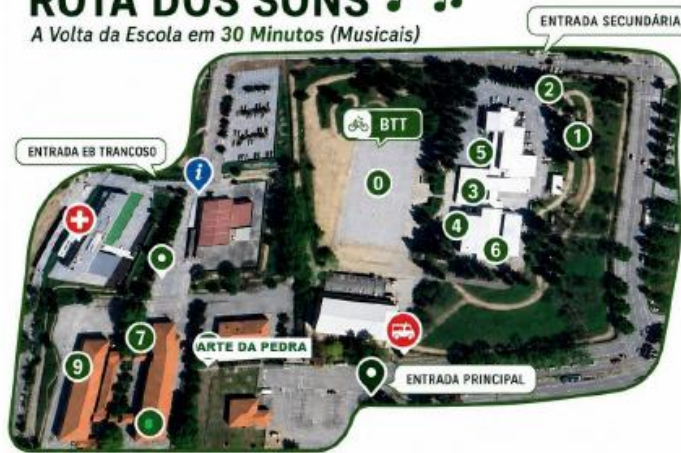 ROTA DOS SONS
A Volta da Escola em 30 Minutos (Musicais)
ENTRADA SECUNDÁRIA
2
1
BTT
5
ENTRADA EB TRANCOSO
i
0
3
4
6
7
ARTE DA PEDRA
9
ENTRADA PRINCIPAL
8